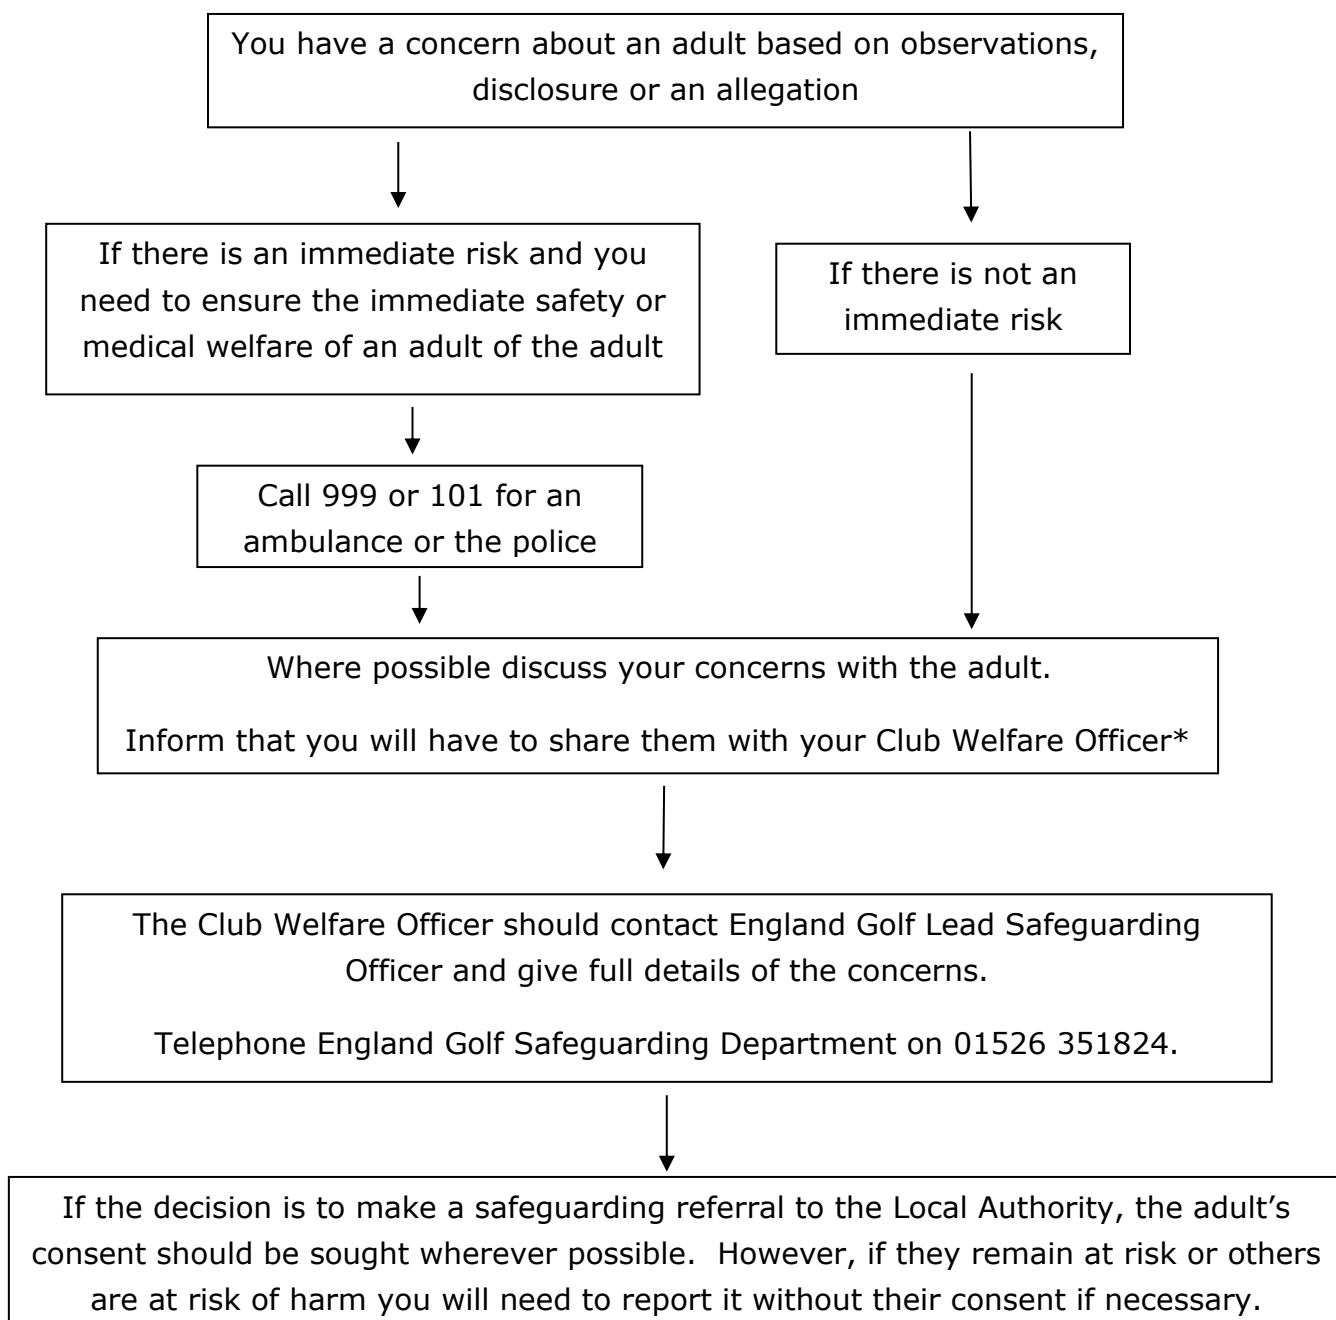 You have a concern about an adult based on observations,
disclosure or an allegation
If there is an immediate risk and you
need to ensure the immediate safety or
medical welfare of an adult of the adult
If there is not an
immediate risk
Call 999 or 101 for an
ambulance or the police
Where possible discuss your concerns with the adult.
Inform that you will have to share them with your Club Welfare Officer*
The Club Welfare Officer should contact England Golf Lead Safeguarding
Officer and give full details of the concerns.
Telephone England Golf Safeguarding Department on 01526 351824.
If the decision is to make a safeguarding referral to the Local Authority, the adult’s
consent should be sought wherever possible.  However, if they remain at risk or others
are at risk of harm you will need to report it without their consent if necessary.